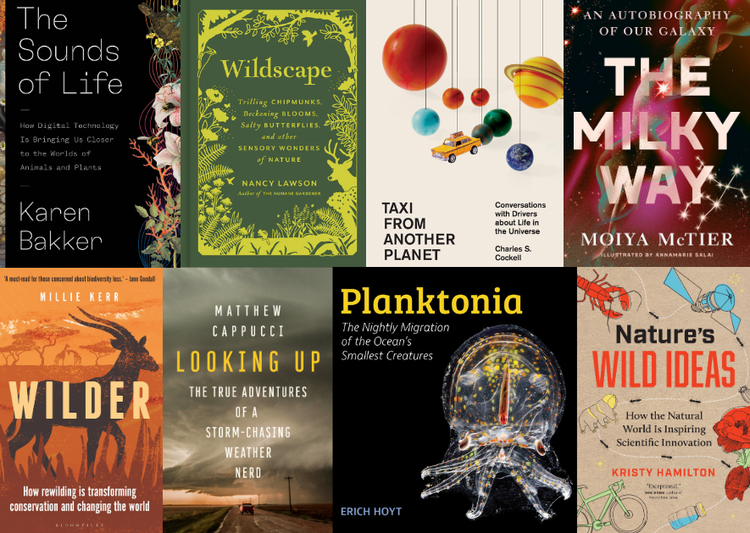 The
Sounds
of Life
How Digital Technology
Is Bringing Us Closer
to the Worlds of
Animals and Plants
Karen
Bakker
Wildscape
Trilling CHIPMUNKS,
Beckoning BLOOMS,
Salty BUTTERFLIES,
and other
SENSORY WONDERS
of NATURE
NANCY LAWSON
Author of THE HUMANE GARDENER
TAXI
FROM
ANOTHER
PLANET
Conversations
with Drivers
about Life in
the Universe
Charles S.
Cockell
AN AUTOBIOGRAPHY
OF OUR GALAXY
THE
MILKY
WAY
MOIYA McTIER
ILLUSTRATED BY ANNAMARIE SALAI
'A must-read for those concerned about biodiversity loss.' – Jane Goodall
MILLIE KERR
WILDER
How rewilding is transforming
conservation and changing the world
BLOOMSBURY
MATTHEW
CAPPUCCI
LOOKING UP
THE TRUE ADVENTURES
OF A
STORM-CHASING
WEATHER
NERD
Planktonia
The Nightly Migration
of the Ocean's
Smallest Creatures
ERICH HOYT
Nature's
WILD IDEAS
How the Natural
World Is Inspiring
Scientific Innovation
KRISTY HAMILTON
"Exceptional."